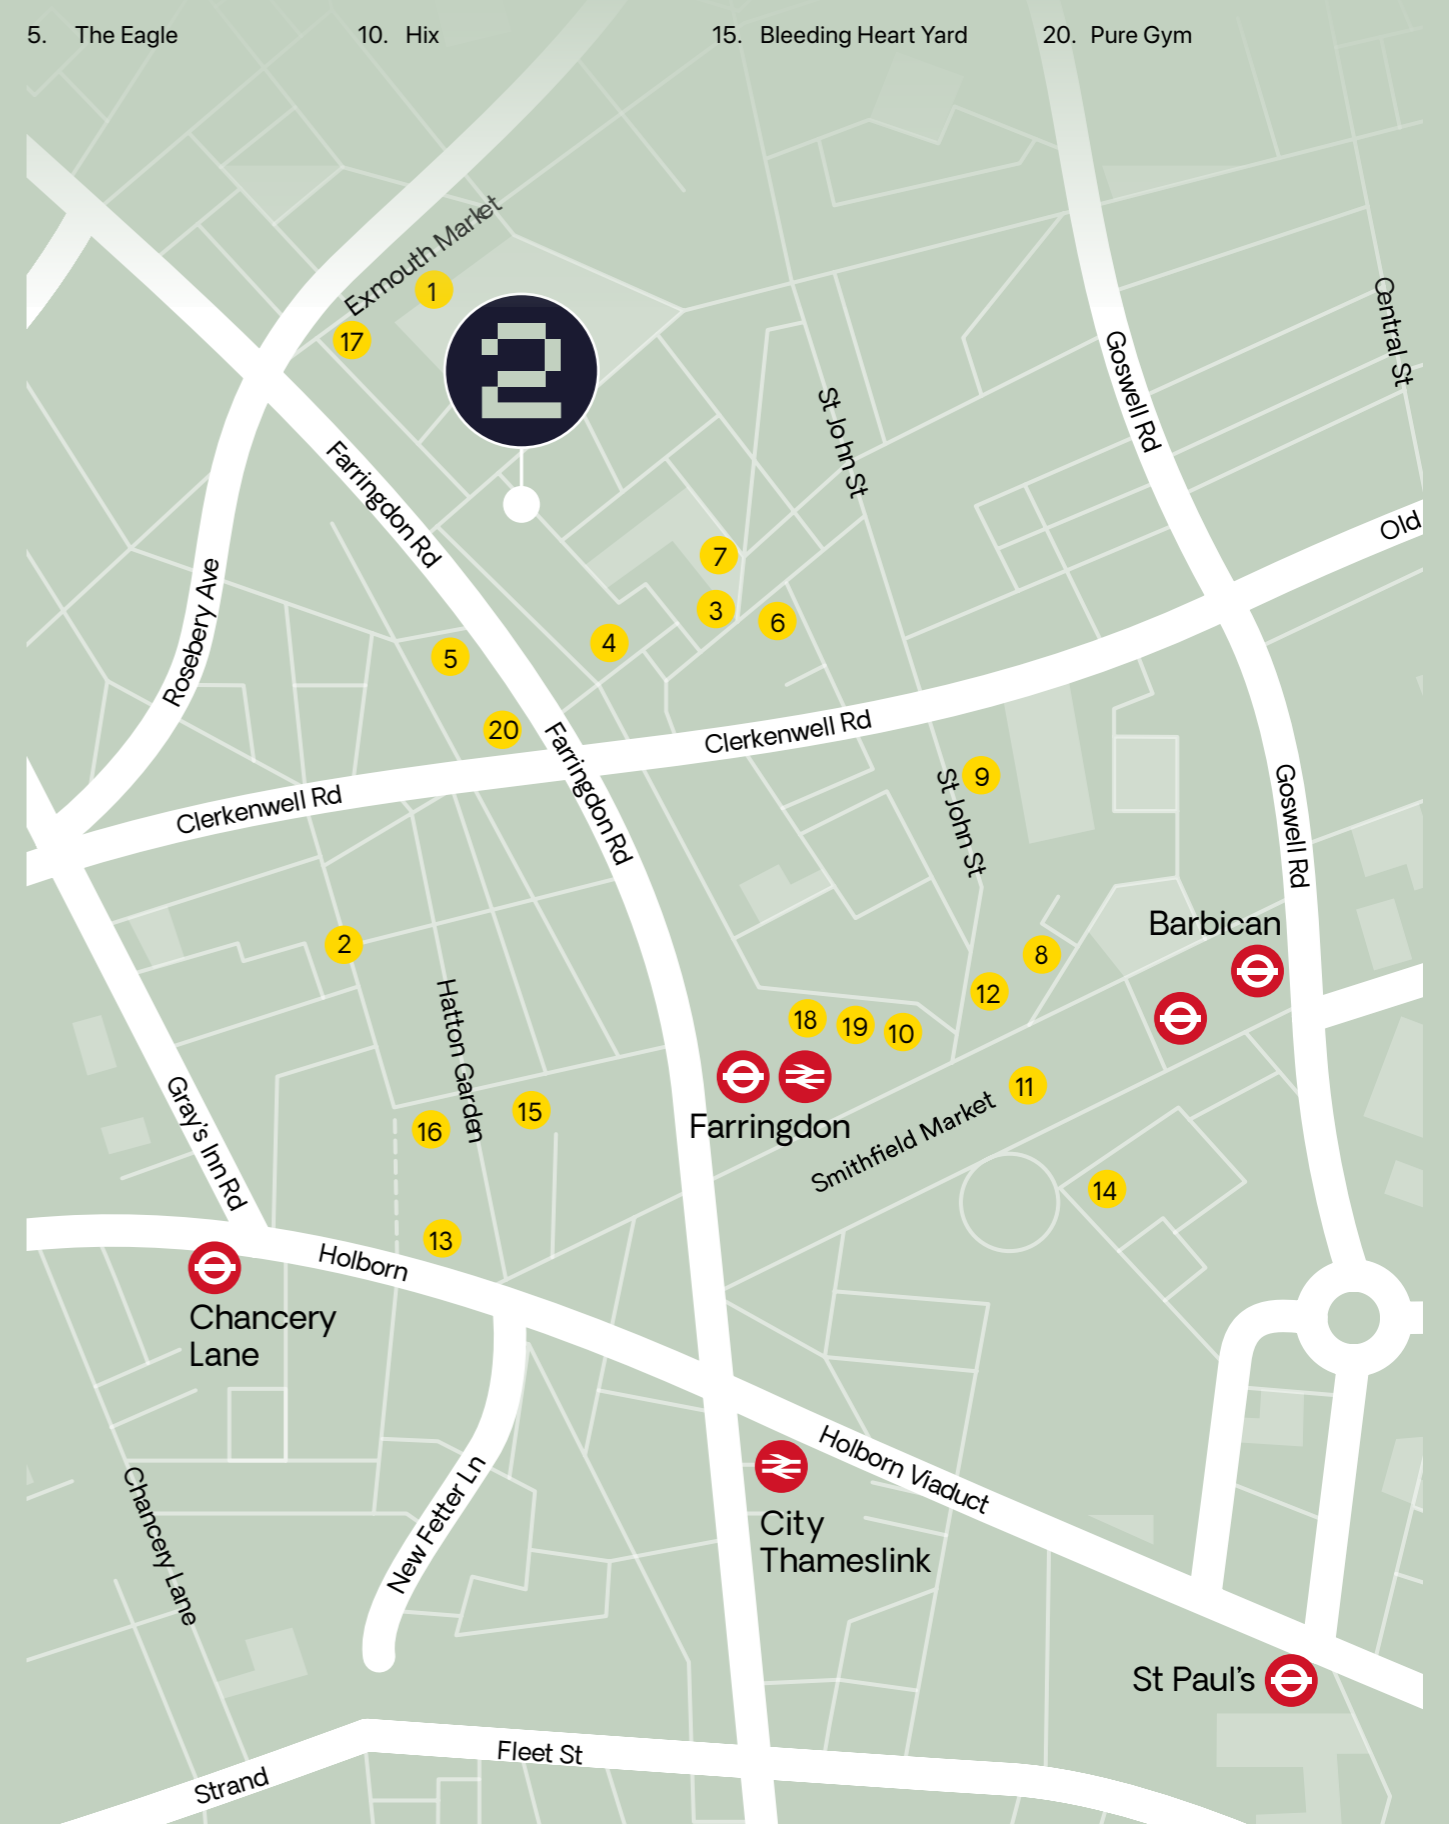 5. The Eagle
10. Hix
15. Bleeding Heart Yard
20. Pure Gym
Exmouth Market
1
17
2
Central St
Goswell Rd
St John St
Farringdon Rd
Old
7
3
6
4
5
Rosebery Ave
20
Farringdon Rd
Clerkenwell Rd
Clerkenwell Rd
9
St John St
Goswell Rd
Barbican
2
8
12
Hatton Garden
18
19
10
11
Farringdon
Smithfield Market
Gray's Inn Rd
16
15
14
13
Holborn
Chancery
Lane
Holborn Viaduct
City
Thameslink
New Fetter Ln
Chancery Lane
St Paul's
Fleet St
Strand